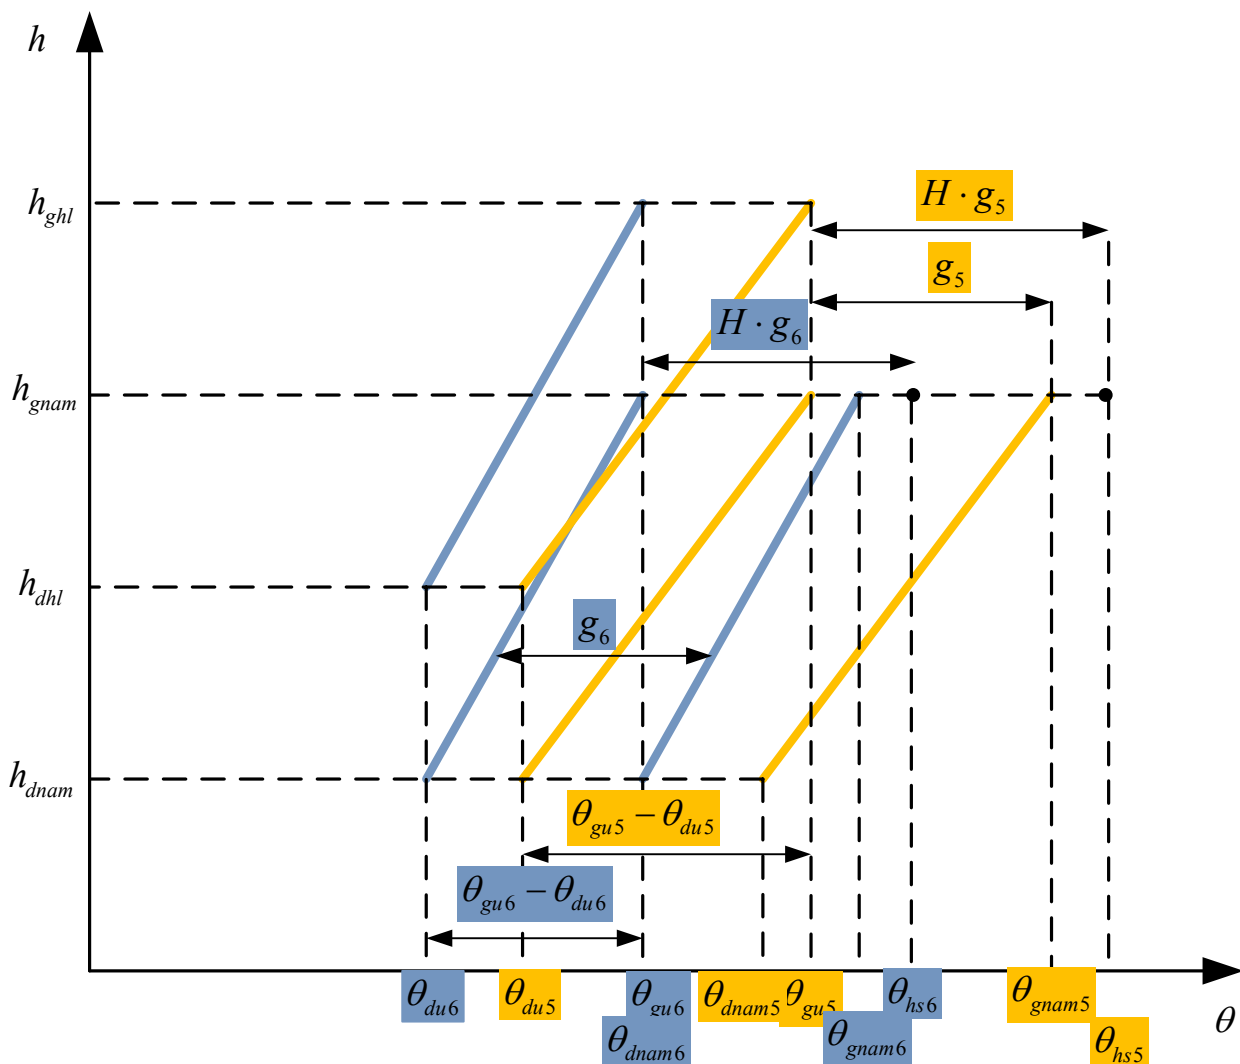 h
h_ghl
H · g_5
g_5
H · g_6
h_gnam
h_dhl
g_6
h_dnam
θ_gu5 − θ_du5
θ_gu6 − θ_du6
θ_du6 θ_du5 θ_gu6 θ_dnam5 θ_gu5 θ_hs6 θ_gnam5
θ_dnam6 θ_gnam6 θ_hs5 θ